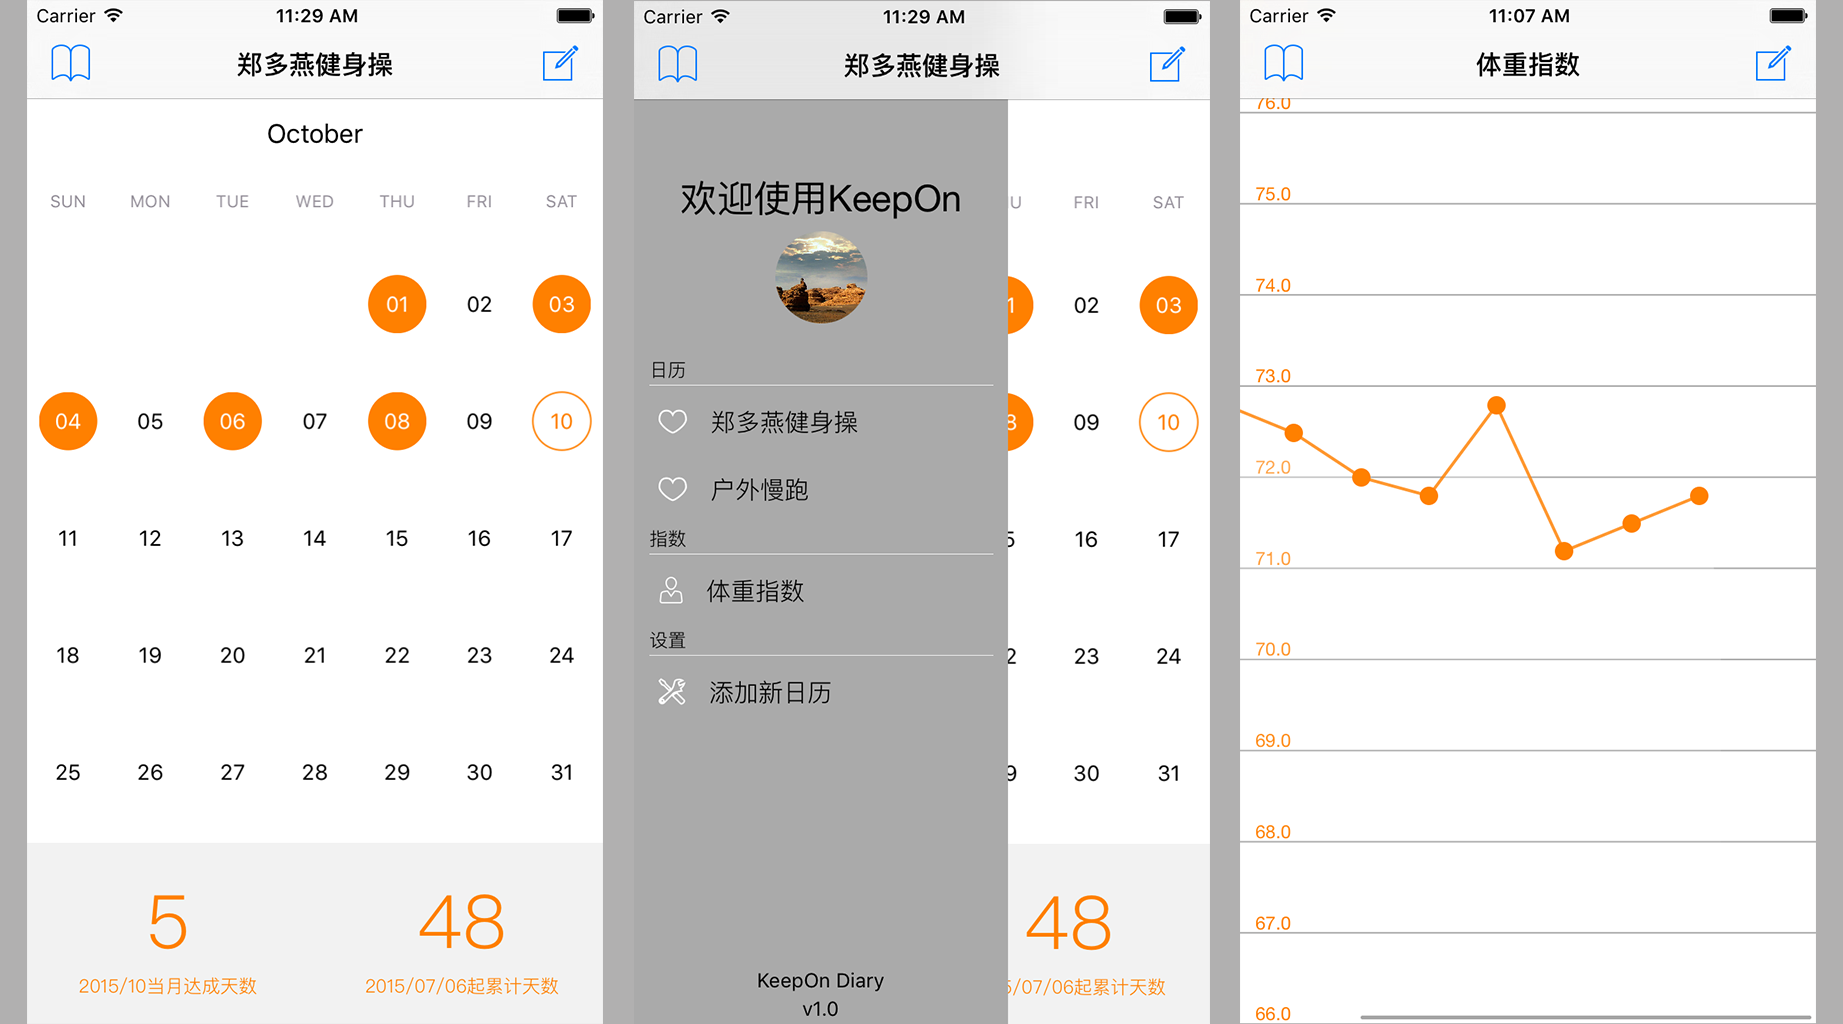 Carrier 11:29 AM
郑多燕健身操
October
SUN MON TUE WED THU FRI SAT
01 02 03
04 05 06 07 08 09 10
11 12 13 14 15 16 17
18 19 20 21 22 23 24
25 26 27 28 29 30 31
5 48
2015/10当月达成天数 2015/07/06起累计天数
Carrier 11:29 AM
郑多燕健身操
欢迎使用KeepOn
日历
郑多燕健身操
户外慢跑
指数
体重指数
设置
添加新日历
KeepOn Diary
v1.0
U FRI SAT
1 02 03
8 09 10
5 16 17
2 23 24
9 30 31
48
5/07/06起累计天数
Carrier 11:07 AM
体重指数
76.0
75.0
74.0
73.0
72.0
71.0
70.0
69.0
68.0
67.0
66.0